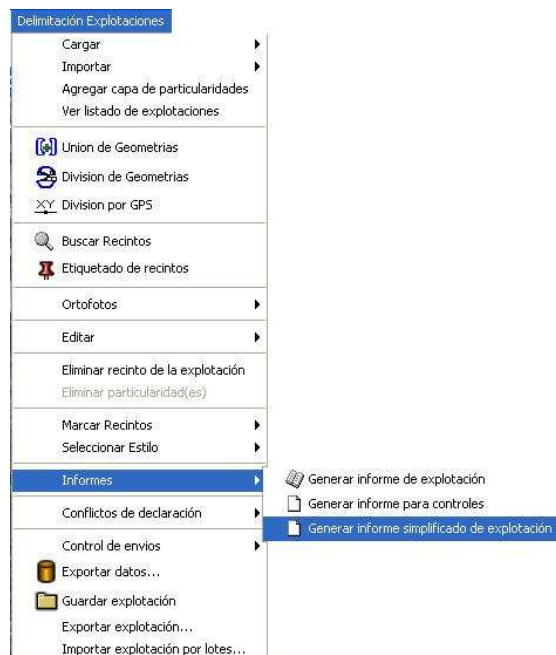 Delimitación Explotaciones
Cargar
Importar
Agregar capa de particularidades
Ver listado de explotaciones
Union de Geometrias
Division de Geometrias
XY Division por GPS
Buscar Recintos
Etiquetado de recintos
Ortofotos
Editar
Eliminar recinto de la explotación
Eliminar particularidad(es)
Marcar Recintos
Seleccionar Estilo
Informes
Generar informe de explotación
Generar informe para controles
Generar informe simplificado de explotación
Conflictos de declaración
Control de envios
Exportar datos...
Guardar explotación
Exportar explotación...
Importar explotación por lotes...